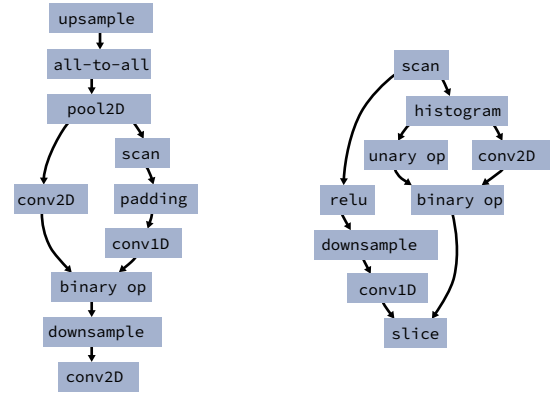 upsample
all-to-all
pool2D
scan
conv2D
padding
conv1D
binary op
downsample
conv2D
scan
histogram
unary op
conv2D
relu
binary op
downsample
conv1D
slice